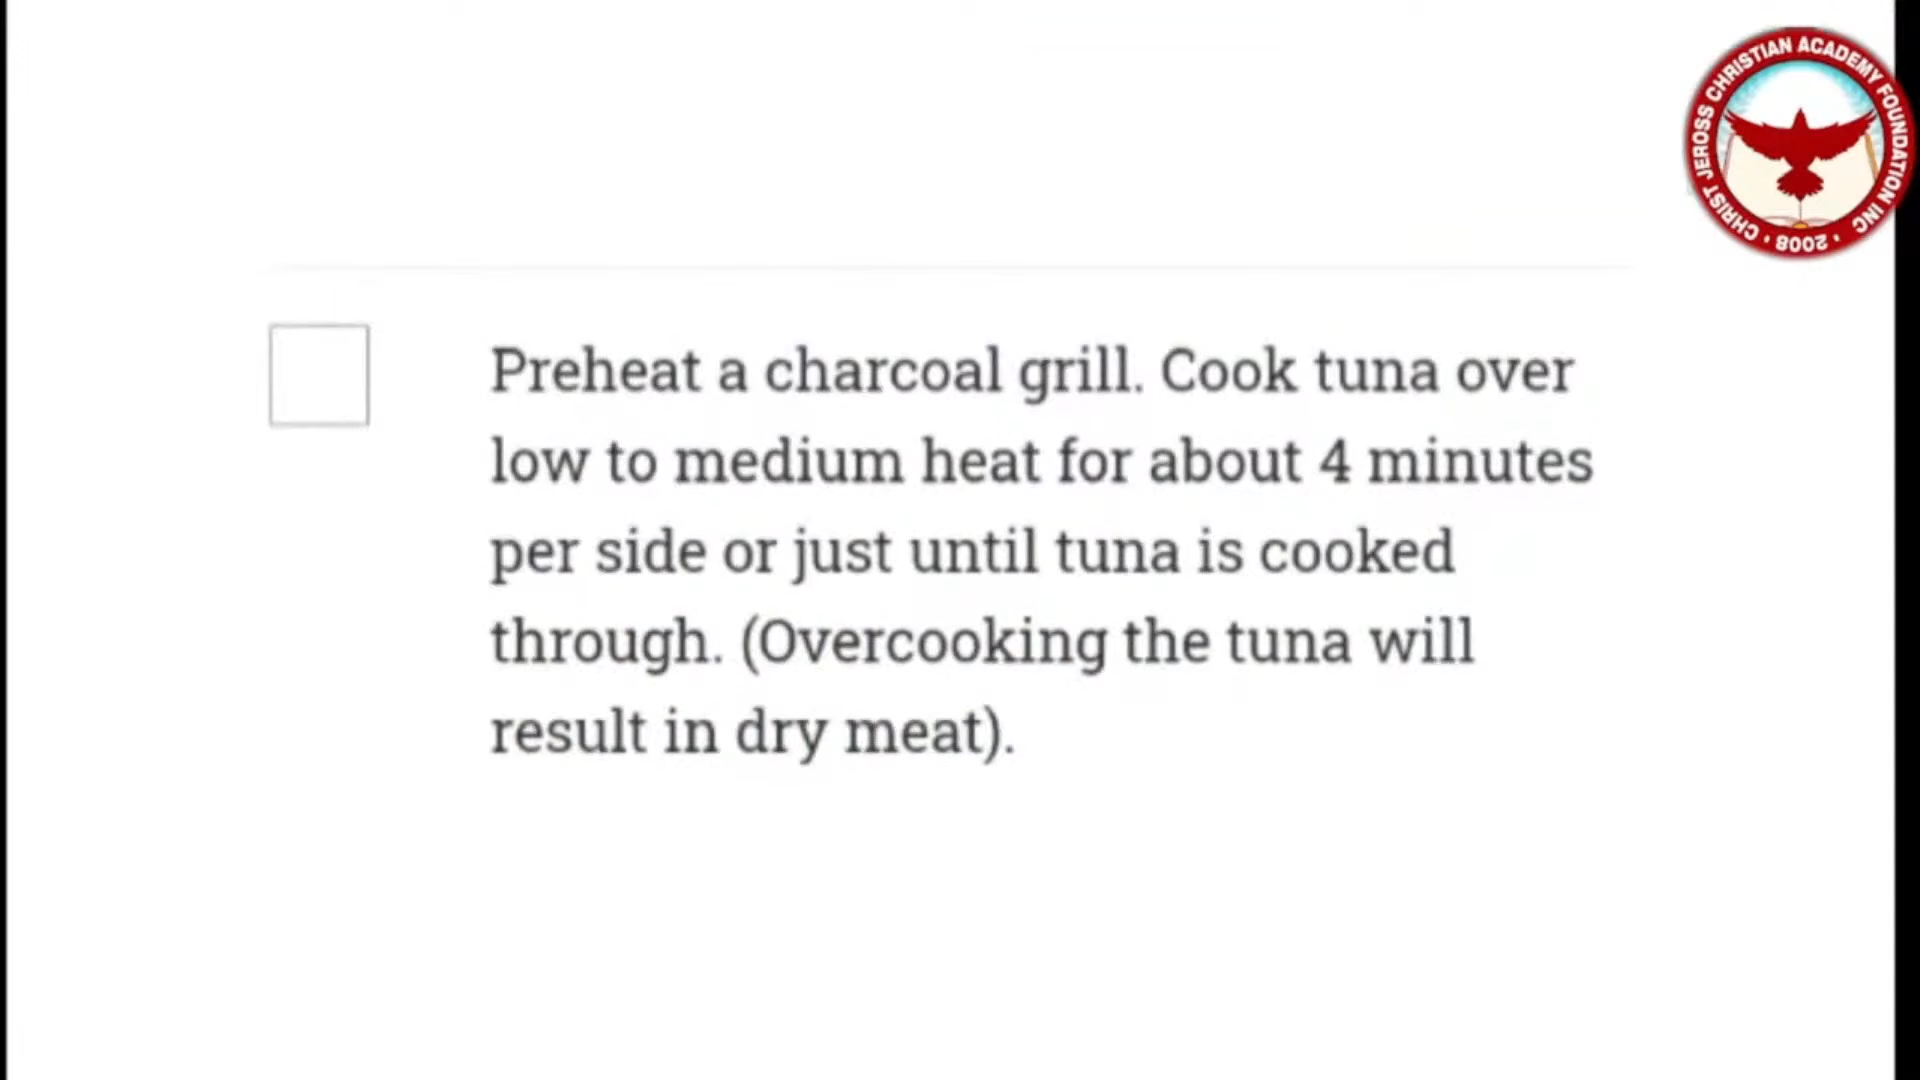 CHRIST JEROSS CHRISTIAN ACADEMY FOUNDATION INC
• 2008 •
Preheat a charcoal grill. Cook tuna over
low to medium heat for about 4 minutes
per side or just until tuna is cooked
through. (Overcooking the tuna will
result in dry meat).